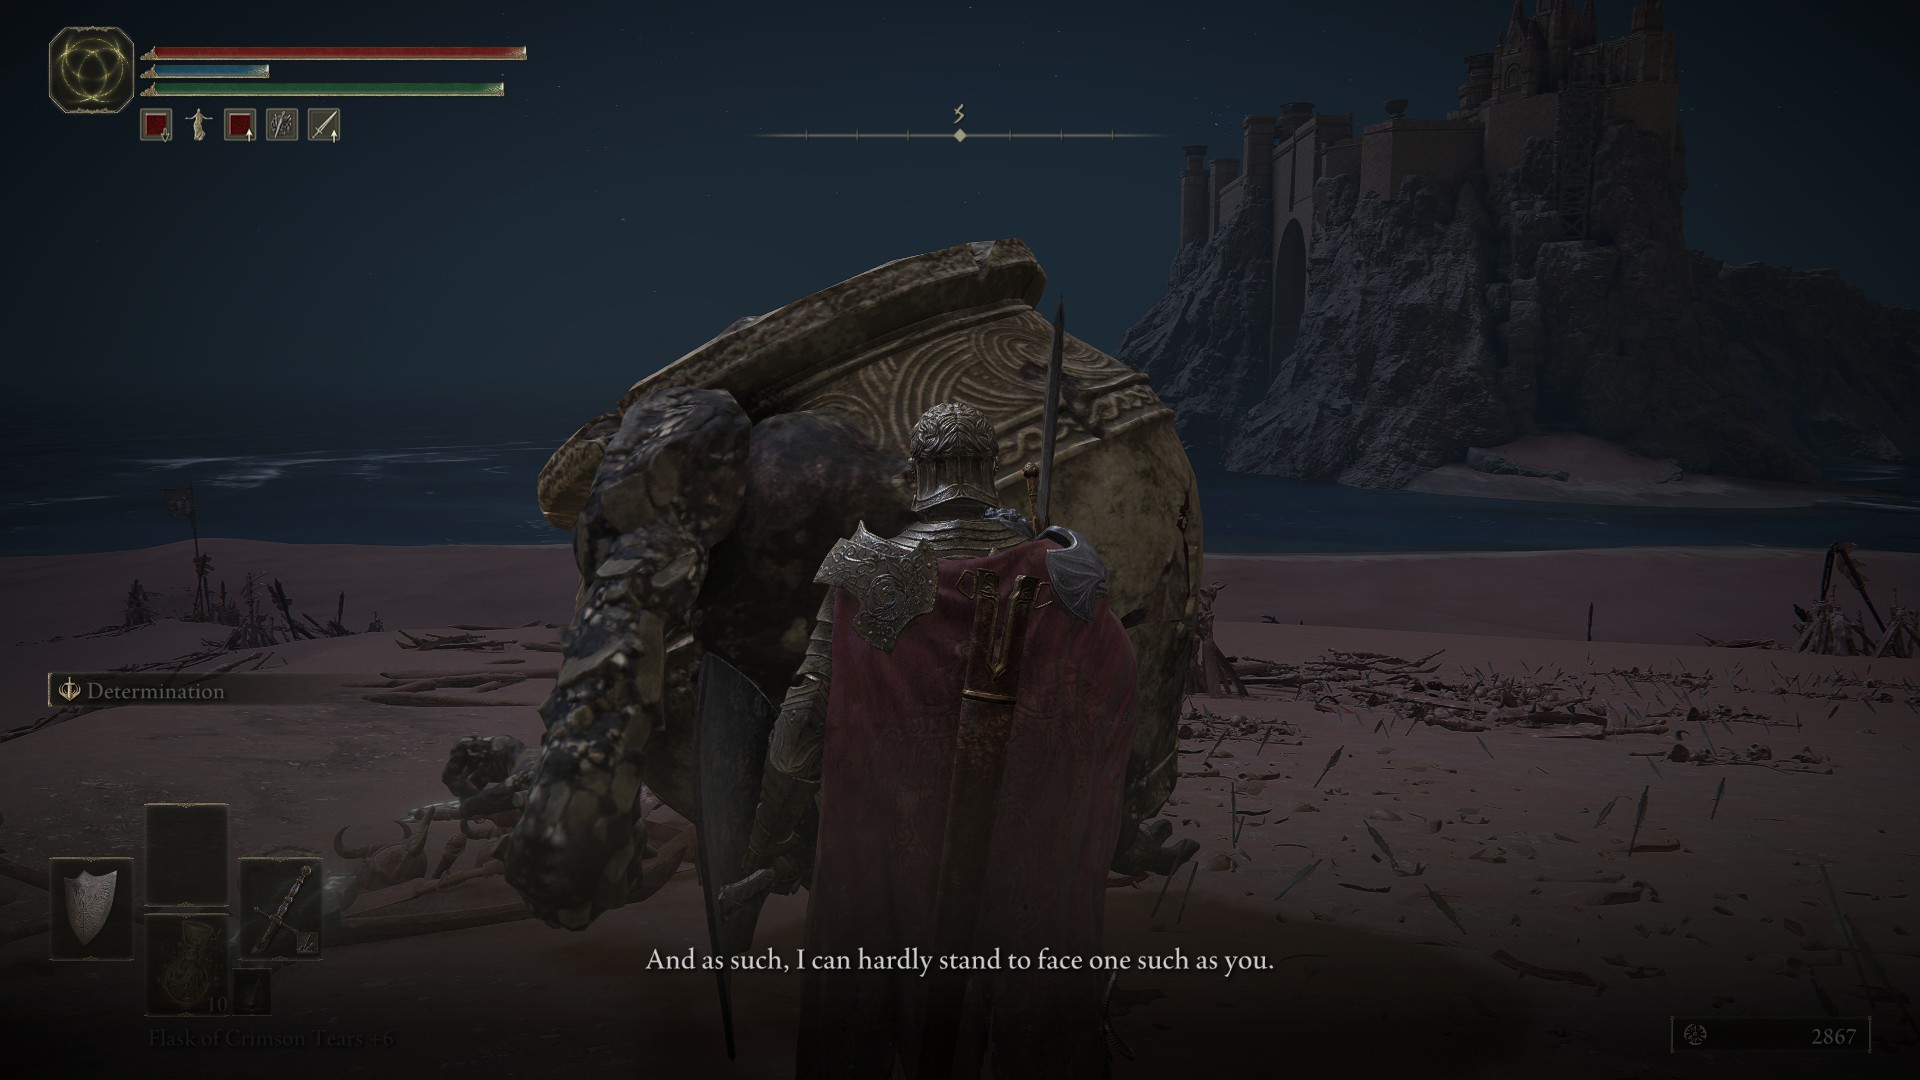 S
Determination
And as such, I can hardly stand to face one such as you.
10
Flask of Crimson Tears +6
2867